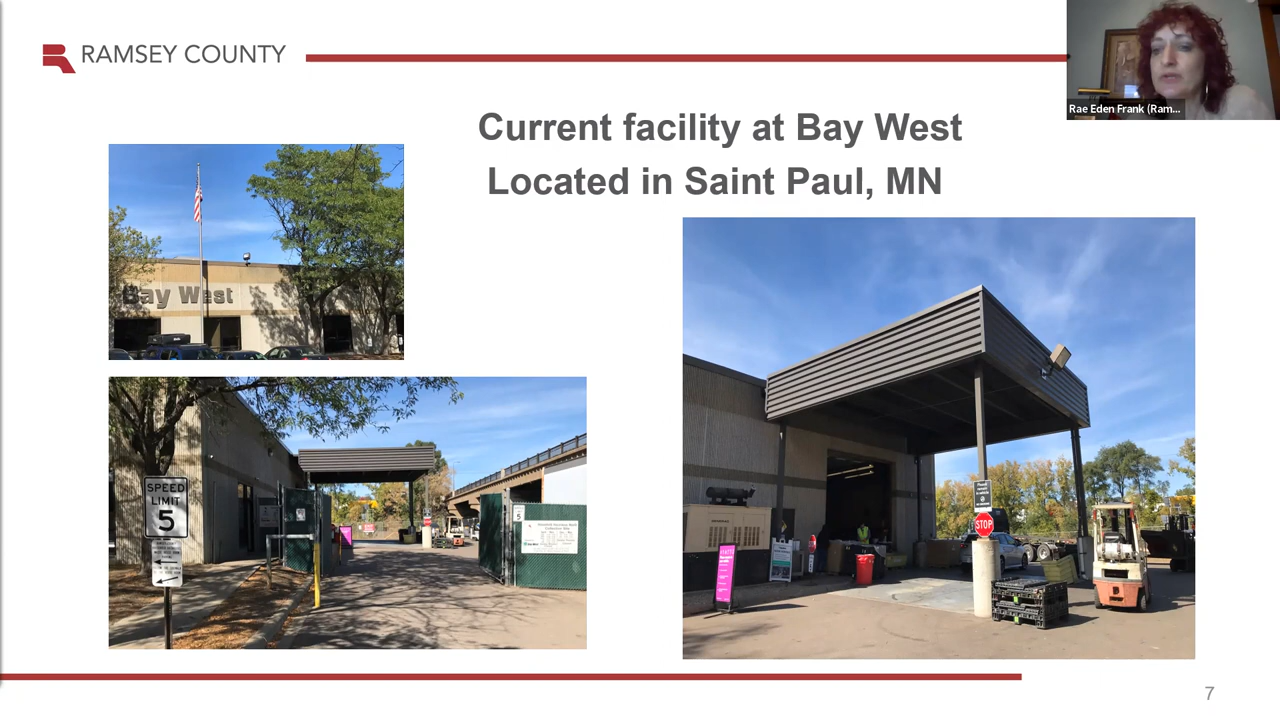 RAMSEY COUNTY
Rae Eden Frank (Ram...
Current facility at Bay West
Located in Saint Paul, MN
Bay West
SPEED
LIMIT
5
5
STOP
7